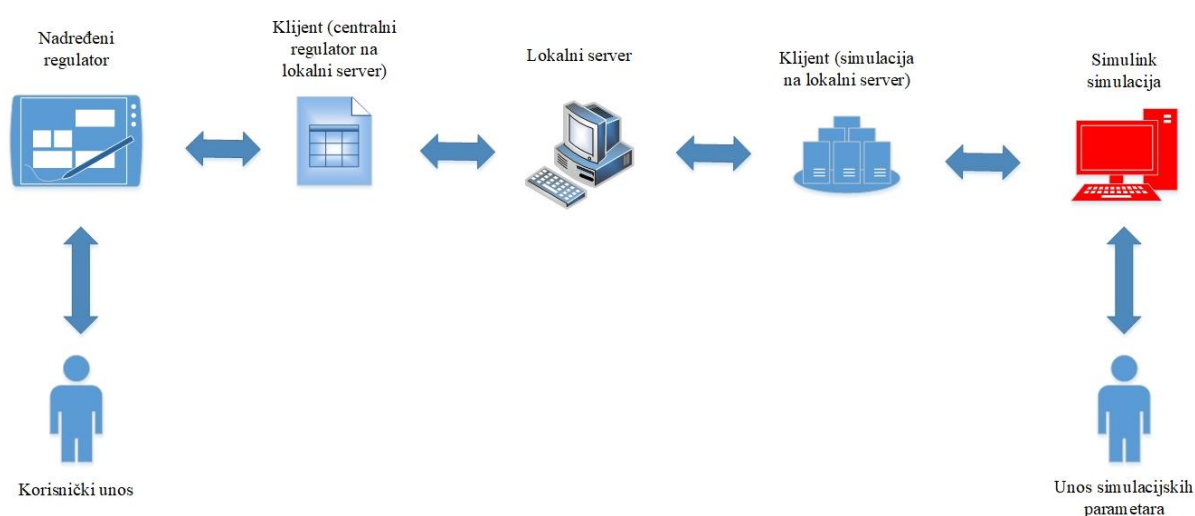 Nadređeni
regulator
Klijent (centralni
regulator na
lokalni server)
Lokalni server
Klijent (simulacija
na lokalni server)
Simulink
simulacija
Korisnički unos
Unos simulacijskih
parametara